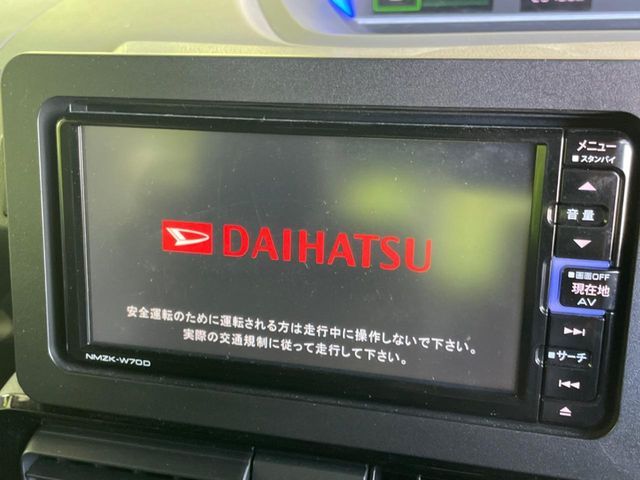 DAIHATSU
安全運転のために運転される方は走行中に操作しないで下さい。
実際の交通規制に従って走行して下さい。
NMZK-W70D
メニュー
スタンバイ
音量
画面OFF
現在地
AV
サーチ